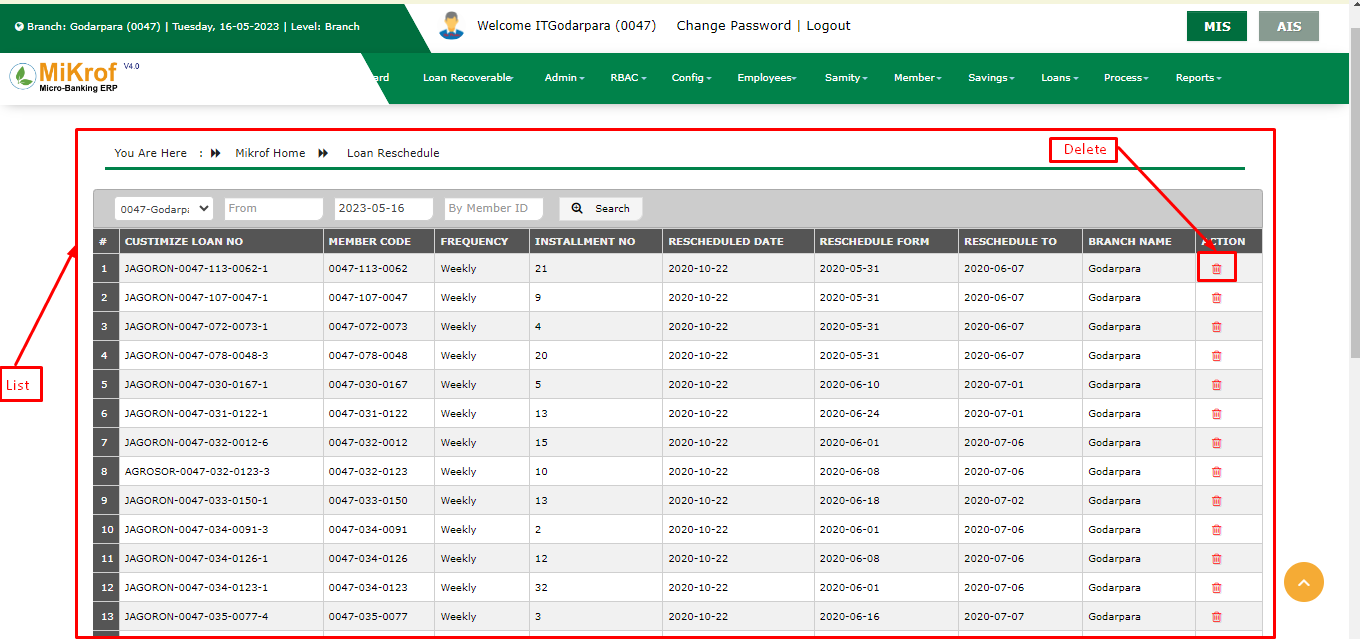 Branch: Godarpara (0047) | Tuesday, 16-05-2023 | Level: Branch
Welcome ITGodarpara (0047) Change Password | Logout
MIS AIS
MiKrof V4.0
Micro-Banking ERP
ard Loan Recoverable Admin RBAC Config Employees Samity Member Savings Loans Process Reports
You Are Here : Mikrof Home Loan Reschedule
Delete
0047-Godarpa From 2023-05-16 By Member ID Search
# CUSTIMIZE LOAN NO MEMBER CODE FREQUENCY INSTALLMENT NO RESCHEDULED DATE RESCHEDULE FORM RESCHEDULE TO BRANCH NAME ACTION
1 JAGORON-0047-113-0062-1 0047-113-0062 Weekly 21 2020-10-22 2020-05-31 2020-06-07 Godarpara
2 JAGORON-0047-107-0047-1 0047-107-0047 Weekly 9 2020-10-22 2020-05-31 2020-06-07 Godarpara
3 JAGORON-0047-072-0073-1 0047-072-0073 Weekly 4 2020-10-22 2020-05-31 2020-06-07 Godarpara
4 JAGORON-0047-078-0048-3 0047-078-0048 Weekly 20 2020-10-22 2020-05-31 2020-06-07 Godarpara
List
5 JAGORON-0047-030-0167-1 0047-030-0167 Weekly 5 2020-10-22 2020-06-10 2020-07-01 Godarpara
6 JAGORON-0047-031-0122-1 0047-031-0122 Weekly 13 2020-10-22 2020-06-24 2020-07-01 Godarpara
7 JAGORON-0047-032-0012-6 0047-032-0012 Weekly 15 2020-10-22 2020-06-01 2020-07-06 Godarpara
8 AGROSOR-0047-032-0123-3 0047-032-0123 Weekly 10 2020-10-22 2020-06-08 2020-07-06 Godarpara
9 JAGORON-0047-033-0150-1 0047-033-0150 Weekly 13 2020-10-22 2020-06-18 2020-07-02 Godarpara
10 JAGORON-0047-034-0091-3 0047-034-0091 Weekly 2 2020-10-22 2020-06-01 2020-07-06 Godarpara
11 JAGORON-0047-034-0126-1 0047-034-0126 Weekly 12 2020-10-22 2020-06-08 2020-07-06 Godarpara
12 JAGORON-0047-034-0123-1 0047-034-0123 Weekly 32 2020-10-22 2020-06-01 2020-07-06 Godarpara
13 JAGORON-0047-035-0077-4 0047-035-0077 Weekly 3 2020-10-22 2020-06-16 2020-07-07 Godarpara